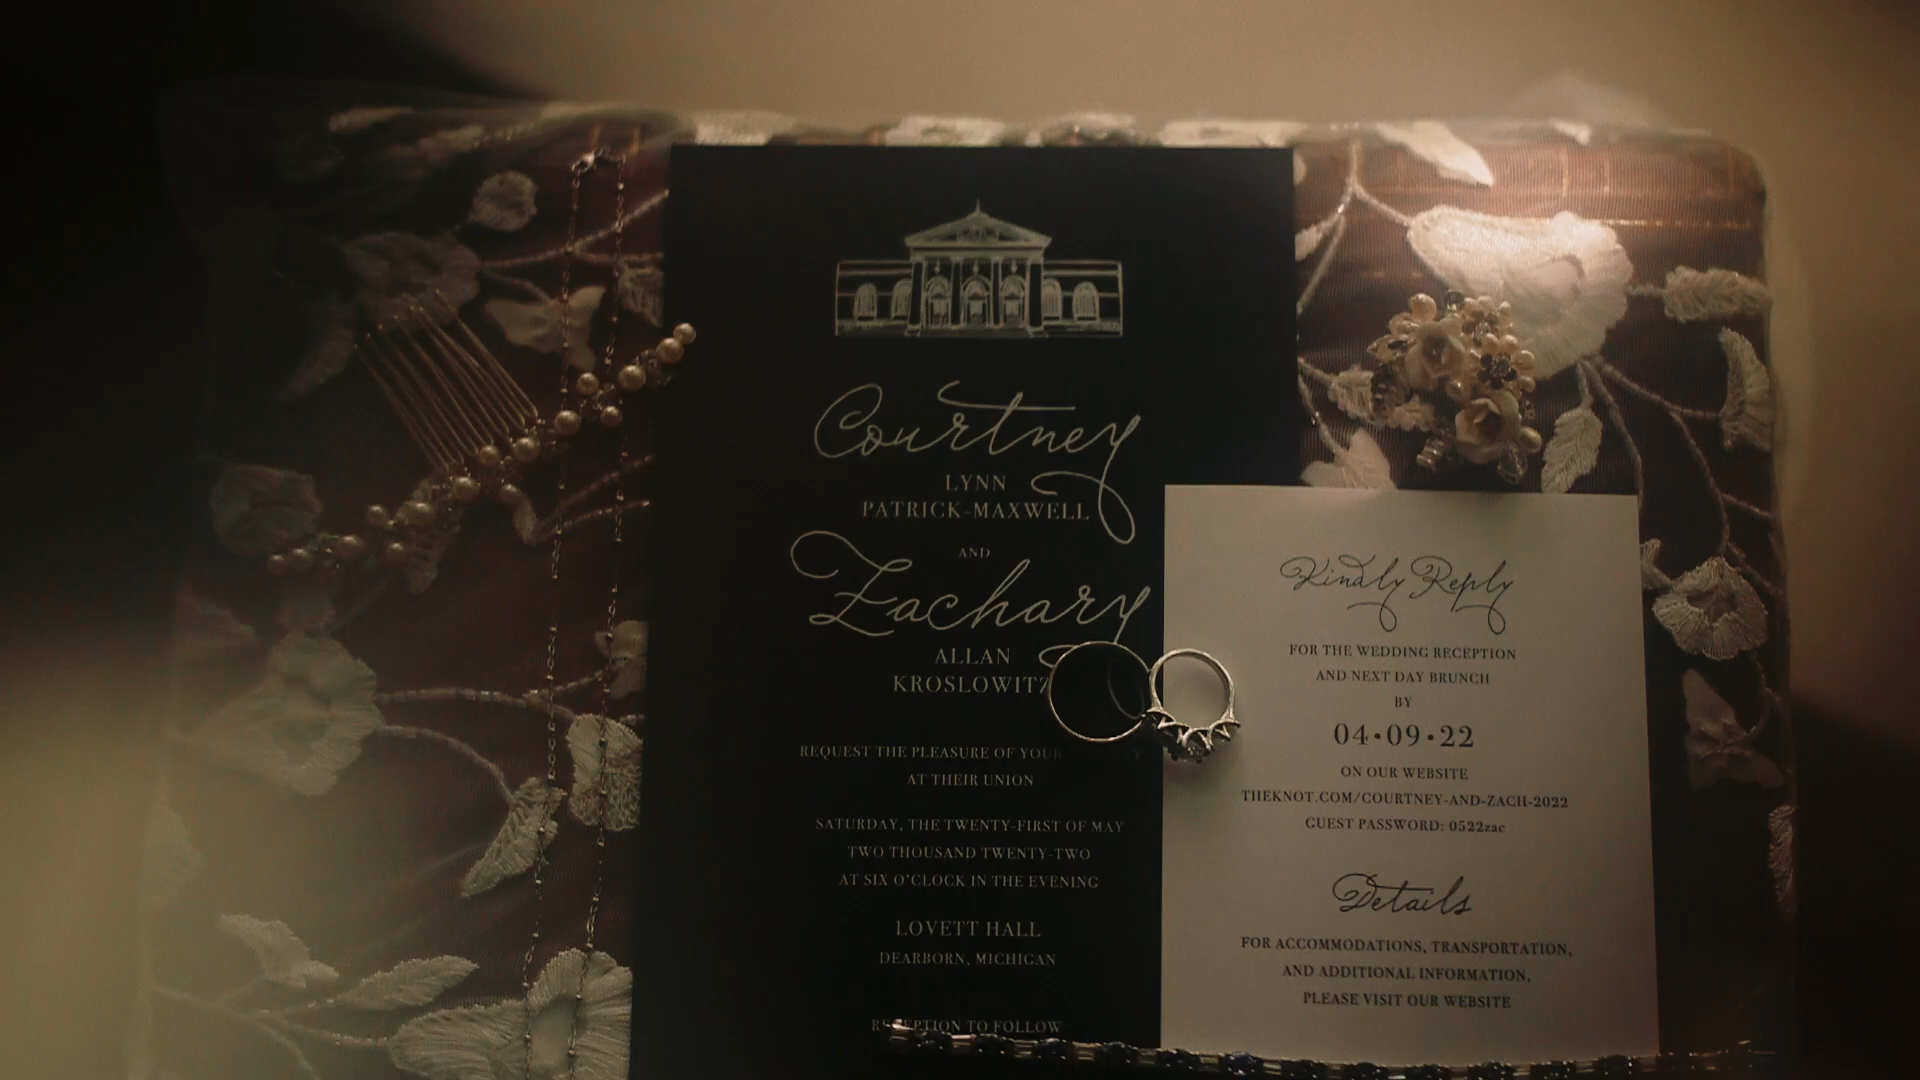 Courtney
LYNN
PATRICK-MAXWELL
AND
Zachary
ALLAN
KROSLOWITZ
REQUEST THE PLEASURE OF YOUR
AT THEIR UNION
SATURDAY, THE TWENTY-FIRST OF MAY
TWO THOUSAND TWENTY-TWO
AT SIX O'CLOCK IN THE EVENING
LOVETT HALL
DEARBORN, MICHIGAN
RECEPTION TO FOLLOW
Kindly Reply
FOR THE WEDDING RECEPTION
AND NEXT DAY BRUNCH
BY
04•09•22
ON OUR WEBSITE
THEKNOT.COM/COURTNEY-AND-ZACH-2022
GUEST PASSWORD: 0522zac
Details
FOR ACCOMMODATIONS, TRANSPORTATION,
AND ADDITIONAL INFORMATION,
PLEASE VISIT OUR WEBSITE